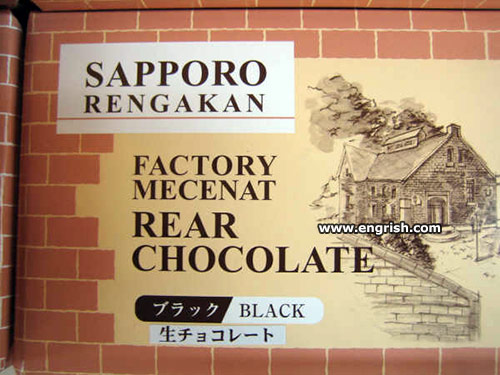 SAPPORO
RENGAKAN
FACTORY
MECENAT
REAR
CHOCOLATE
www.engrish.com
ブラック BLACK
生チョコレート